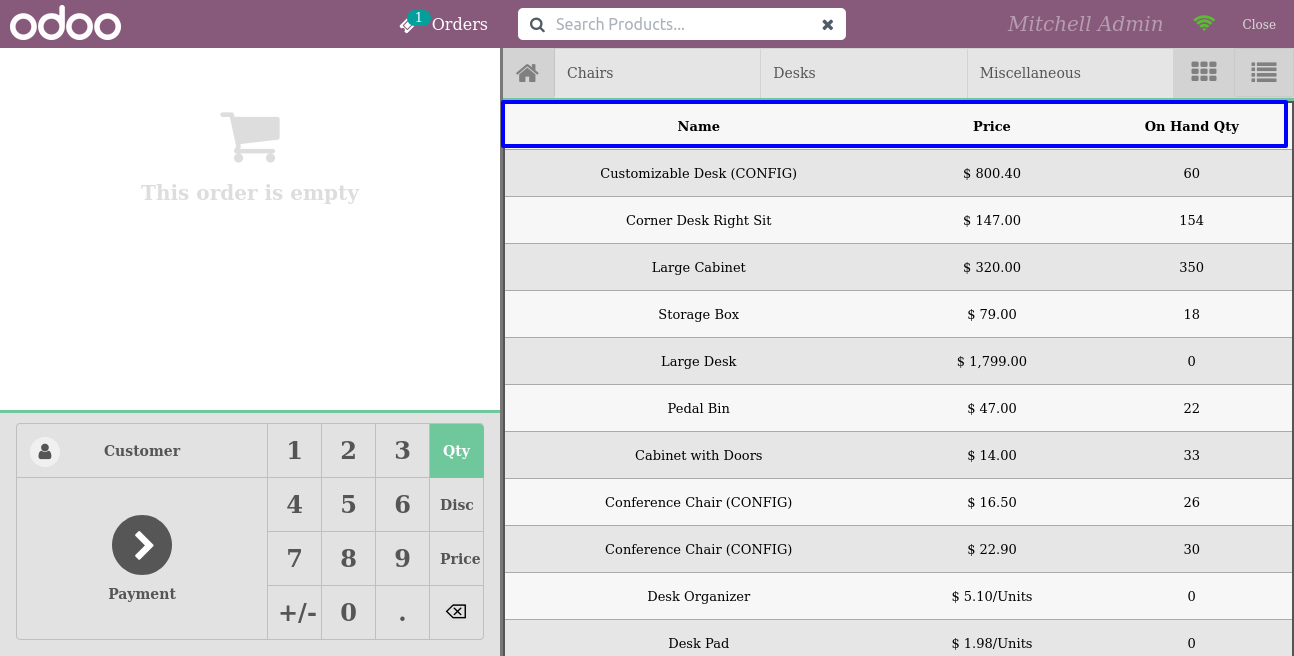 odoo
1 Orders
Search Products...
Mitchell Admin
Close
Chairs Desks Miscellaneous
This order is empty
Name Price On Hand Qty
Customizable Desk (CONFIG) $ 800.40 60
Corner Desk Right Sit $ 147.00 154
Large Cabinet $ 320.00 350
Storage Box $ 79.00 18
Large Desk $ 1,799.00 0
Pedal Bin $ 47.00 22
Cabinet with Doors $ 14.00 33
Conference Chair (CONFIG) $ 16.50 26
Conference Chair (CONFIG) $ 22.90 30
Desk Organizer $ 5.10/Units 0
Desk Pad $ 1.98/Units 0
Customer
Payment
1 2 3 Qty
4 5 6 Disc
7 8 9 Price
+/- 0 .